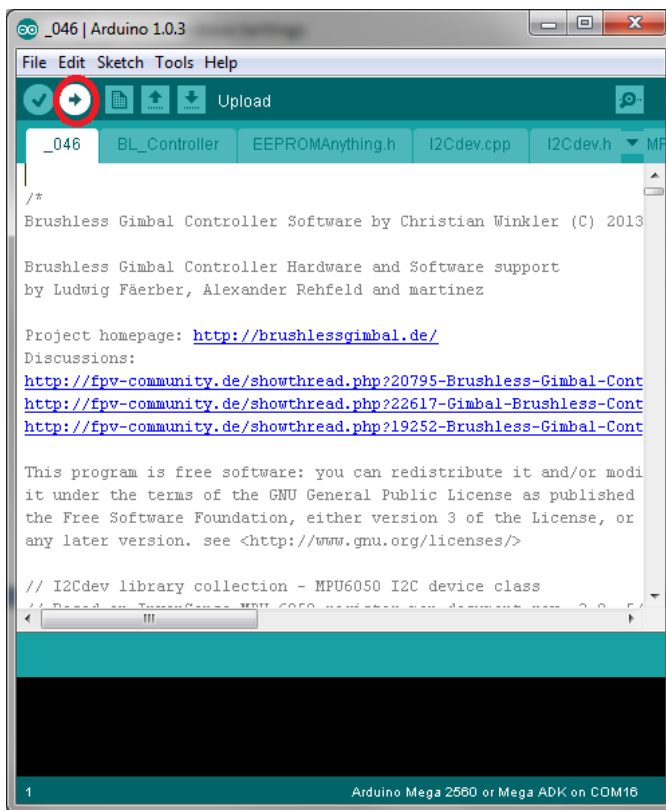 _046 | Arduino 1.0.3
File Edit Sketch Tools Help
Upload
_046 BL_Controller EEPROMAnything.h I2Cdev.cpp I2Cdev.h MP
/*
Brushless Gimbal Controller Software by Christian Winkler (C) 2013
Brushless Gimbal Controller Hardware and Software support
by Ludwig Fäerber, Alexander Rehfeld and martinez
Project homepage: http://brushlessgimbal.de/
Discussions:
http://fpv-community.de/showthread.php?20795-Brushless-Gimbal-Cont
http://fpv-community.de/showthread.php?22617-Gimbal-Brushless-Cont
http://fpv-community.de/showthread.php?19252-Brushless-Gimbal-Cont
This program is free software: you can redistribute it and/or modi
it under the terms of the GNU General Public License as published
the Free Software Foundation, either version 3 of the License, or
any later version. see <http://www.gnu.org/licenses/>
// I2Cdev library collection - MPU6050 I2C device class
1 Arduino Mega 2560 or Mega ADK on COM16